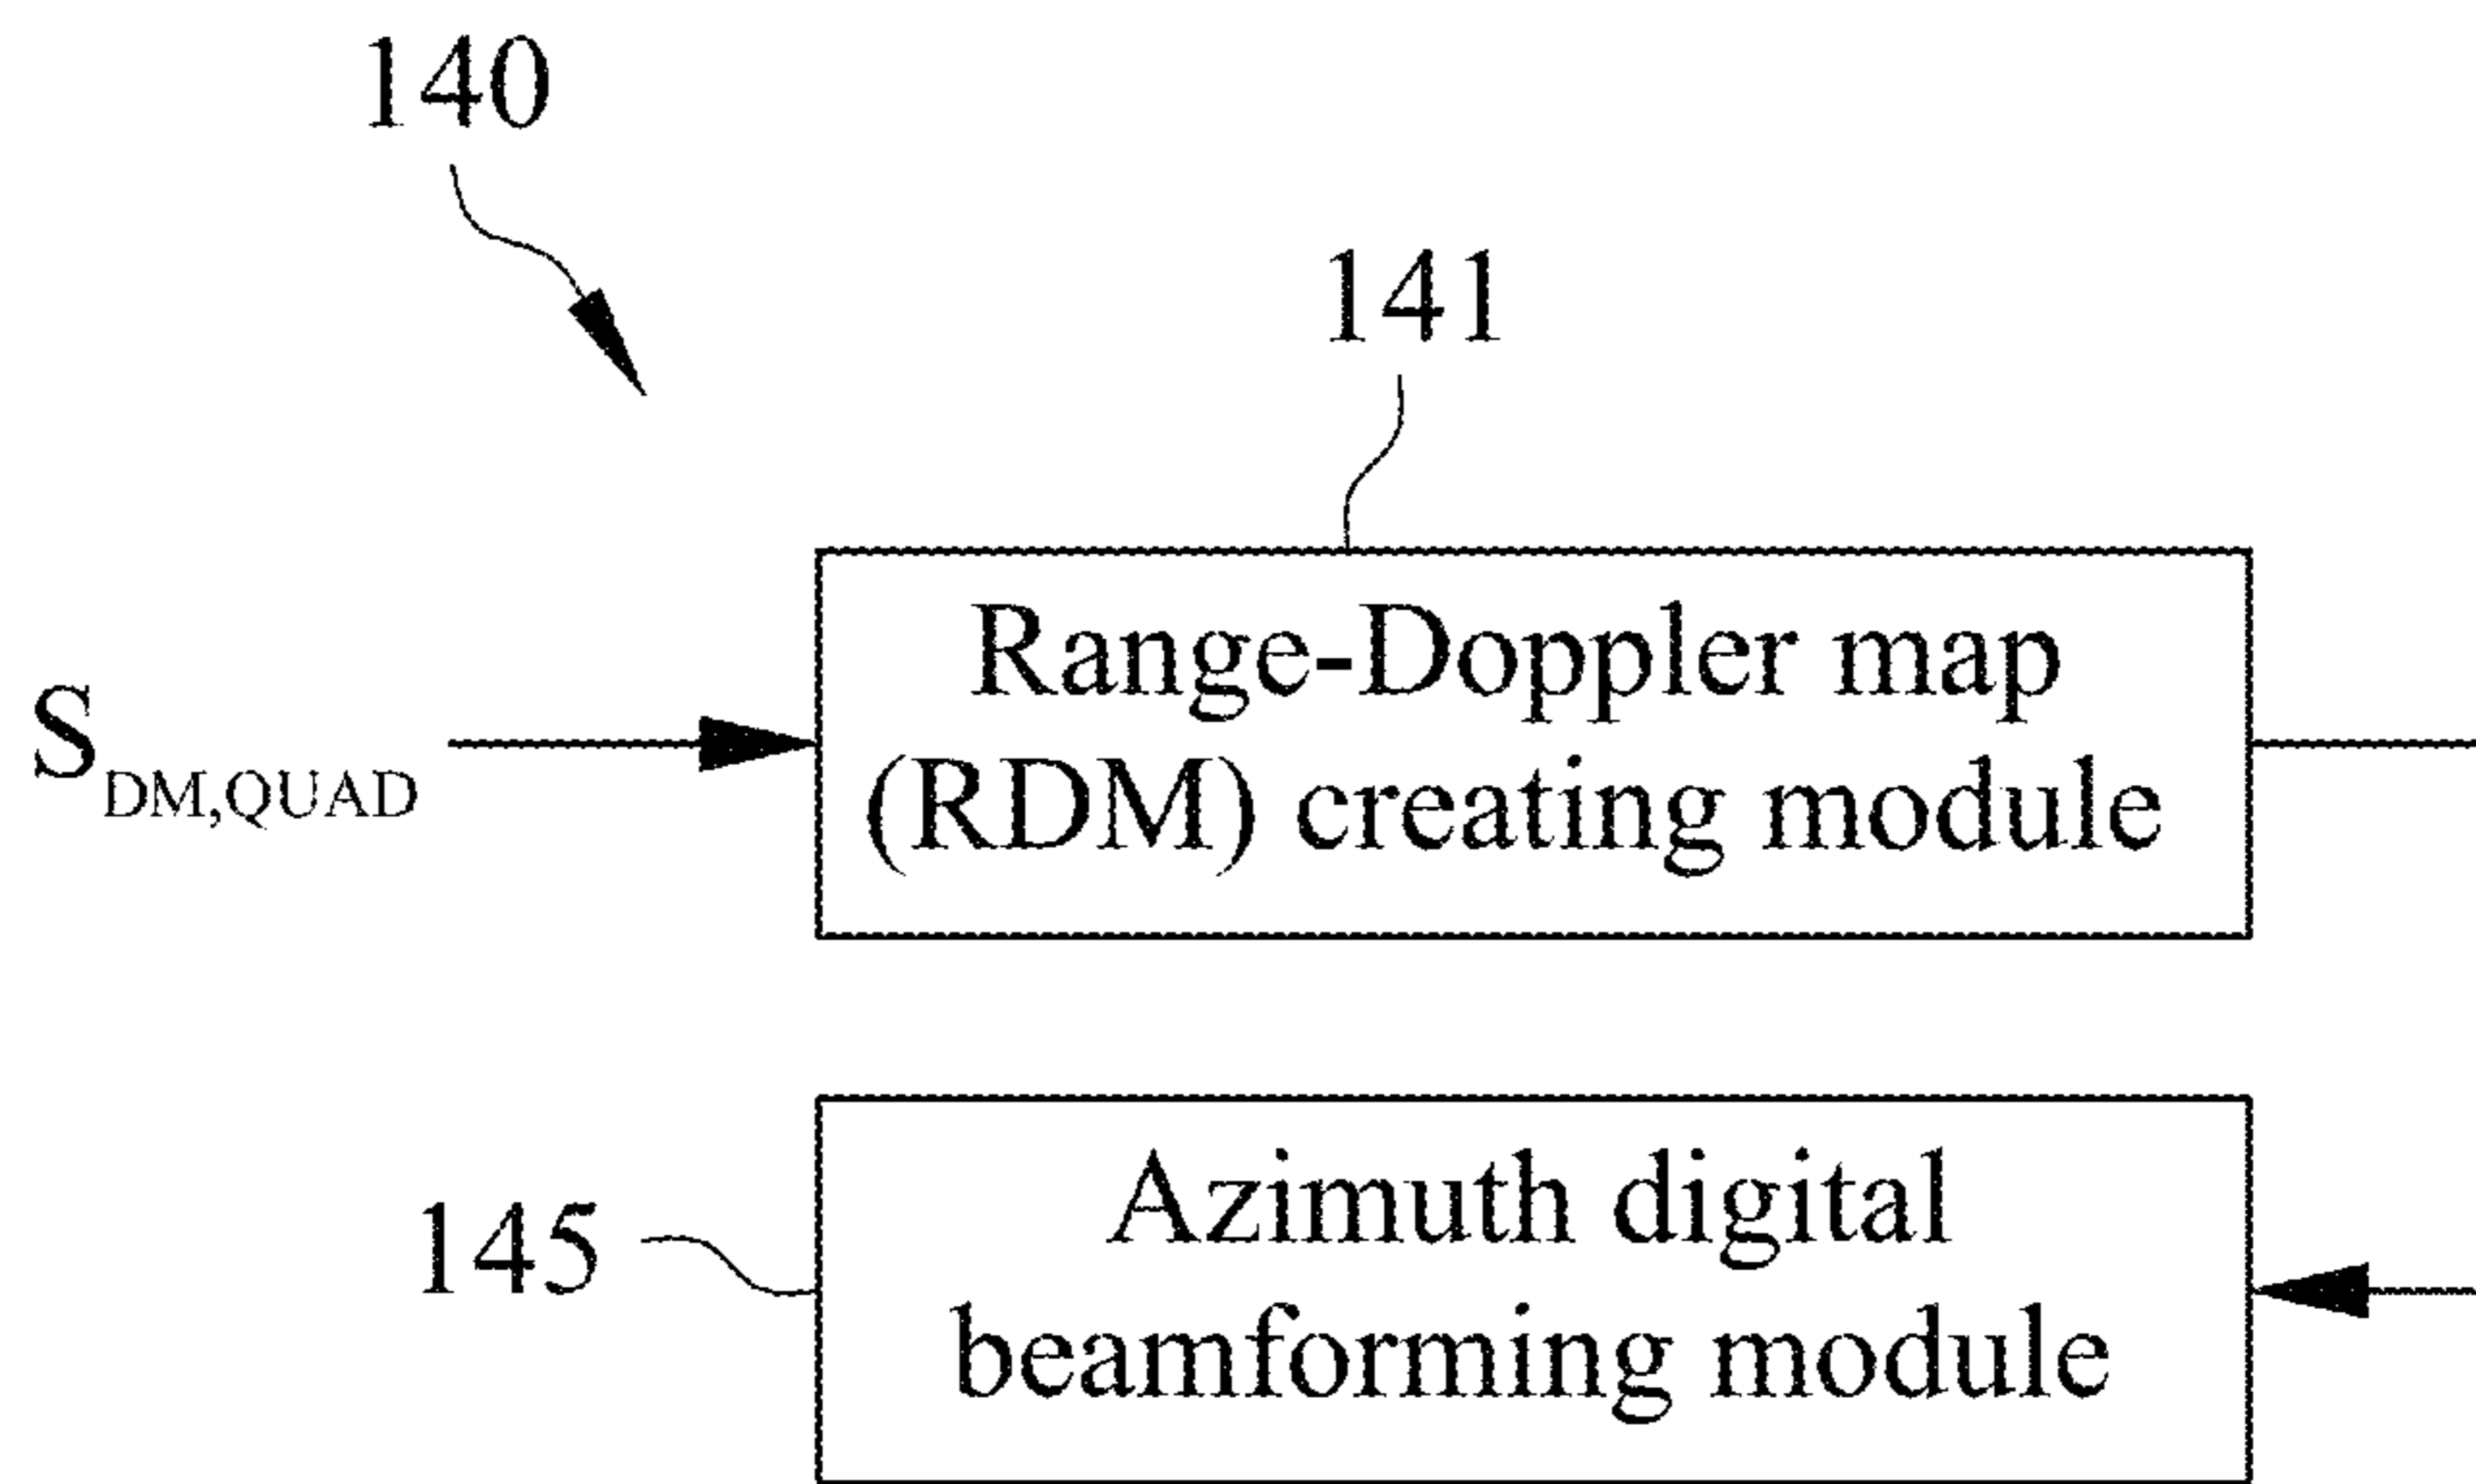 140
141
Range-Doppler map
(RDM) creating module
S_DM,QUAD
145
Azimuth digital
beamforming module